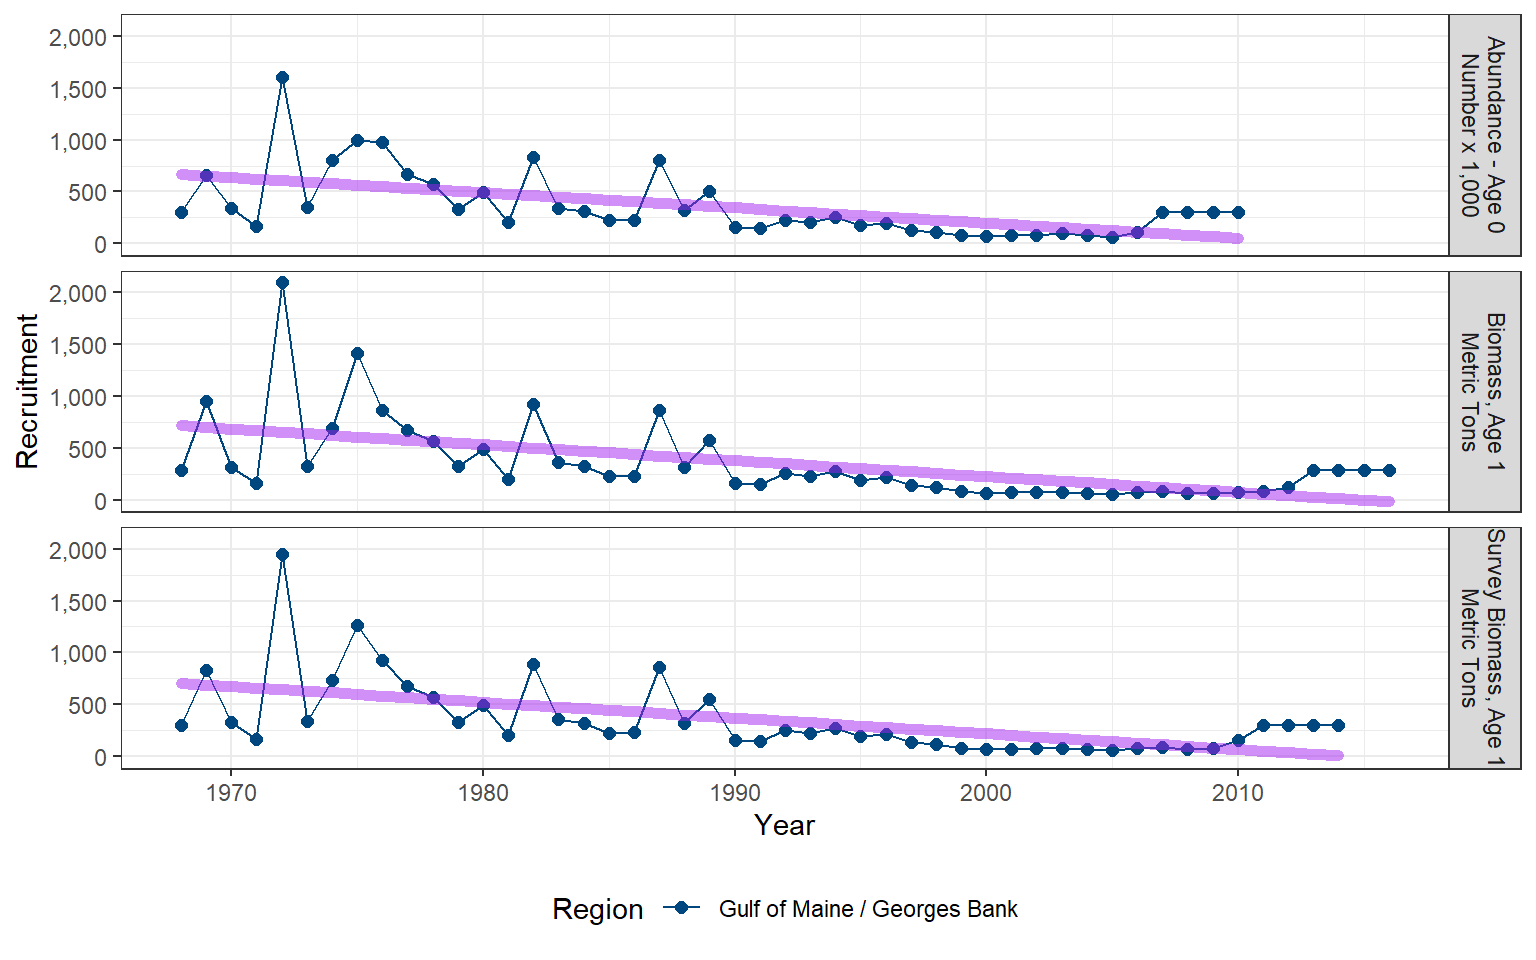 2,000
1,500
1,000
500
0
Abundance - Age 0
Number x 1,000
2,000
1,500
1,000
500
0
Biomass, Age 1
Metric Tons
2,000
1,500
1,000
500
0
Survey Biomass, Age 1
Metric Tons
Recruitment
1970 1980 1990 2000 2010
Year
Region Gulf of Maine / Georges Bank